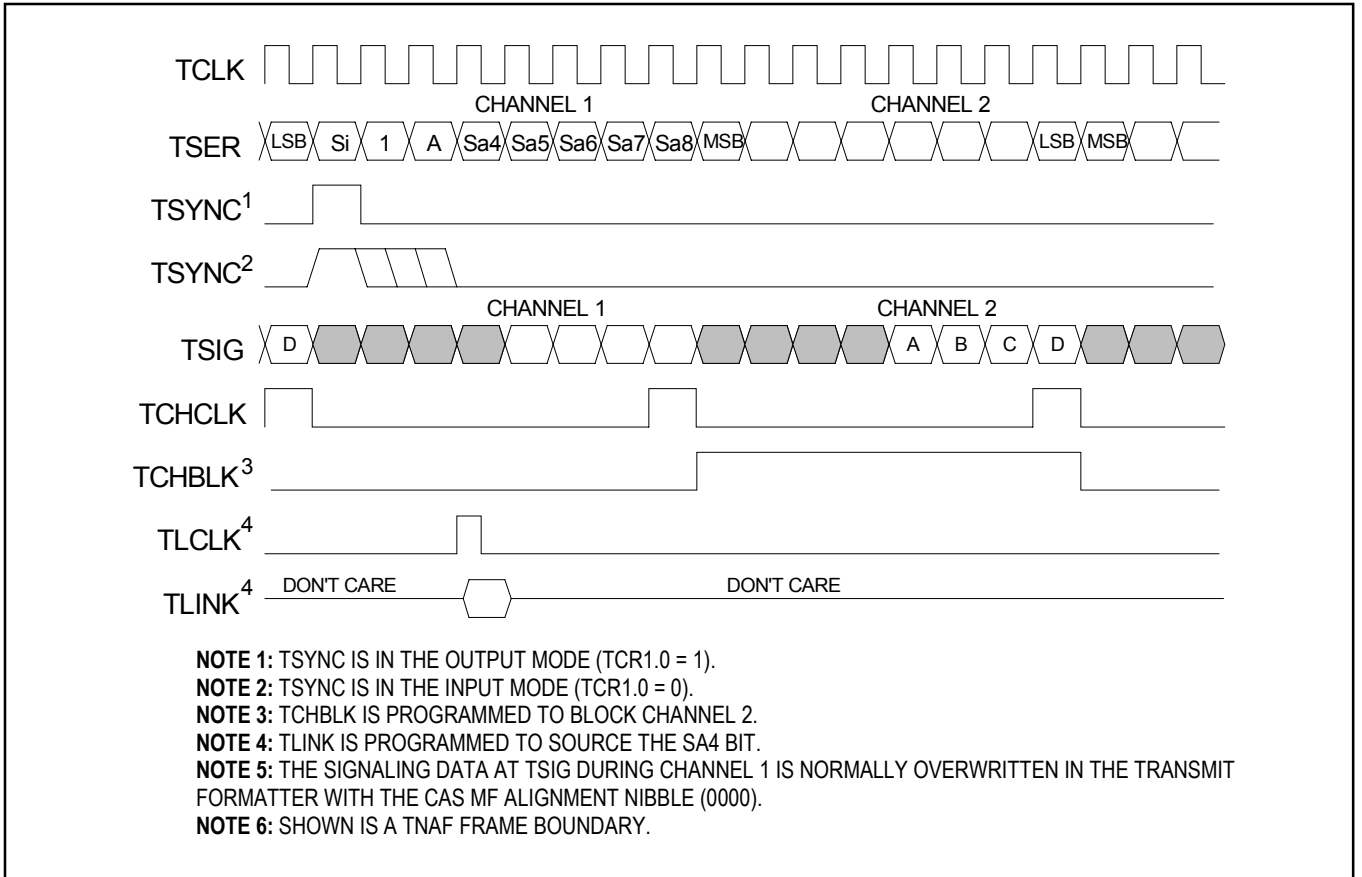 TCLK
CHANNEL 1 CHANNEL 2
TSER LSB Si 1 A Sa4 Sa5 Sa6 Sa7 Sa8 MSB LSB MSB
TSYNC1
TSYNC2
CHANNEL 1 CHANNEL 2
TSIG D A B C D
TCHCLK
TCHBLK3
TLCLK4
TLINK4 DON'T CARE DON'T CARE
NOTE 1: TSYNC IS IN THE OUTPUT MODE (TCR1.0 = 1).
NOTE 2: TSYNC IS IN THE INPUT MODE (TCR1.0 = 0).
NOTE 3: TCHBLK IS PROGRAMMED TO BLOCK CHANNEL 2.
NOTE 4: TLINK IS PROGRAMMED TO SOURCE THE SA4 BIT.
NOTE 5: THE SIGNALING DATA AT TSIG DURING CHANNEL 1 IS NORMALLY OVERWRITTEN IN THE TRANSMIT
FORMATTER WITH THE CAS MF ALIGNMENT NIBBLE (0000).
NOTE 6: SHOWN IS A TNAF FRAME BOUNDARY.